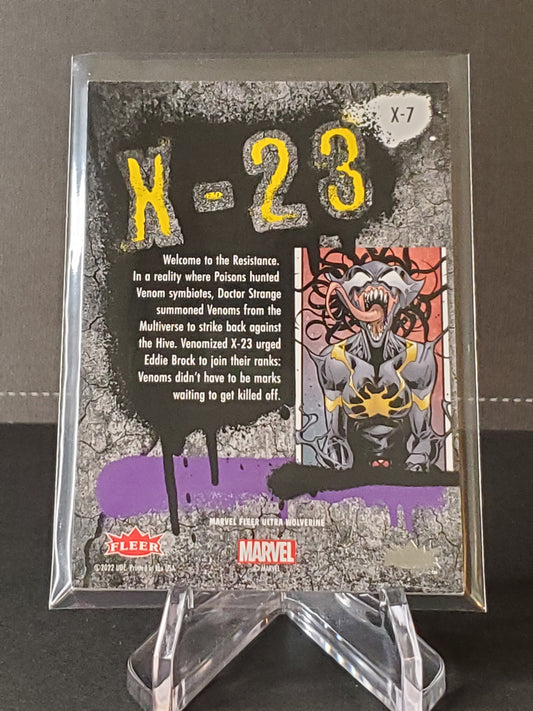 X-7
X-23
Welcome to the Resistance.
In a reality where Poisons hunted
Venom symbiotes, Doctor Strange
summoned Venoms from the
Multiverse to strike back against
the Hive. Venomized X-23 urged
Eddie Brock to join their ranks:
Venoms didn't have to be marks
waiting to get killed off.
MARVEL FLEER ULTRA WOLVERINE
FLEER
MARVEL
©2022 UDC. Printed in the USA
© MARVEL